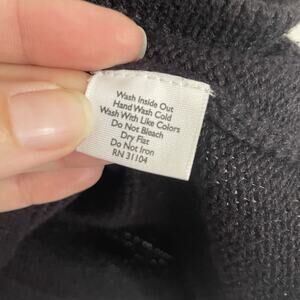 Wash Inside Out
Hand Wash Cold
Wash With Like Colors
Do Not Bleach
Dry Flat
Do Not Iron
RN 31104